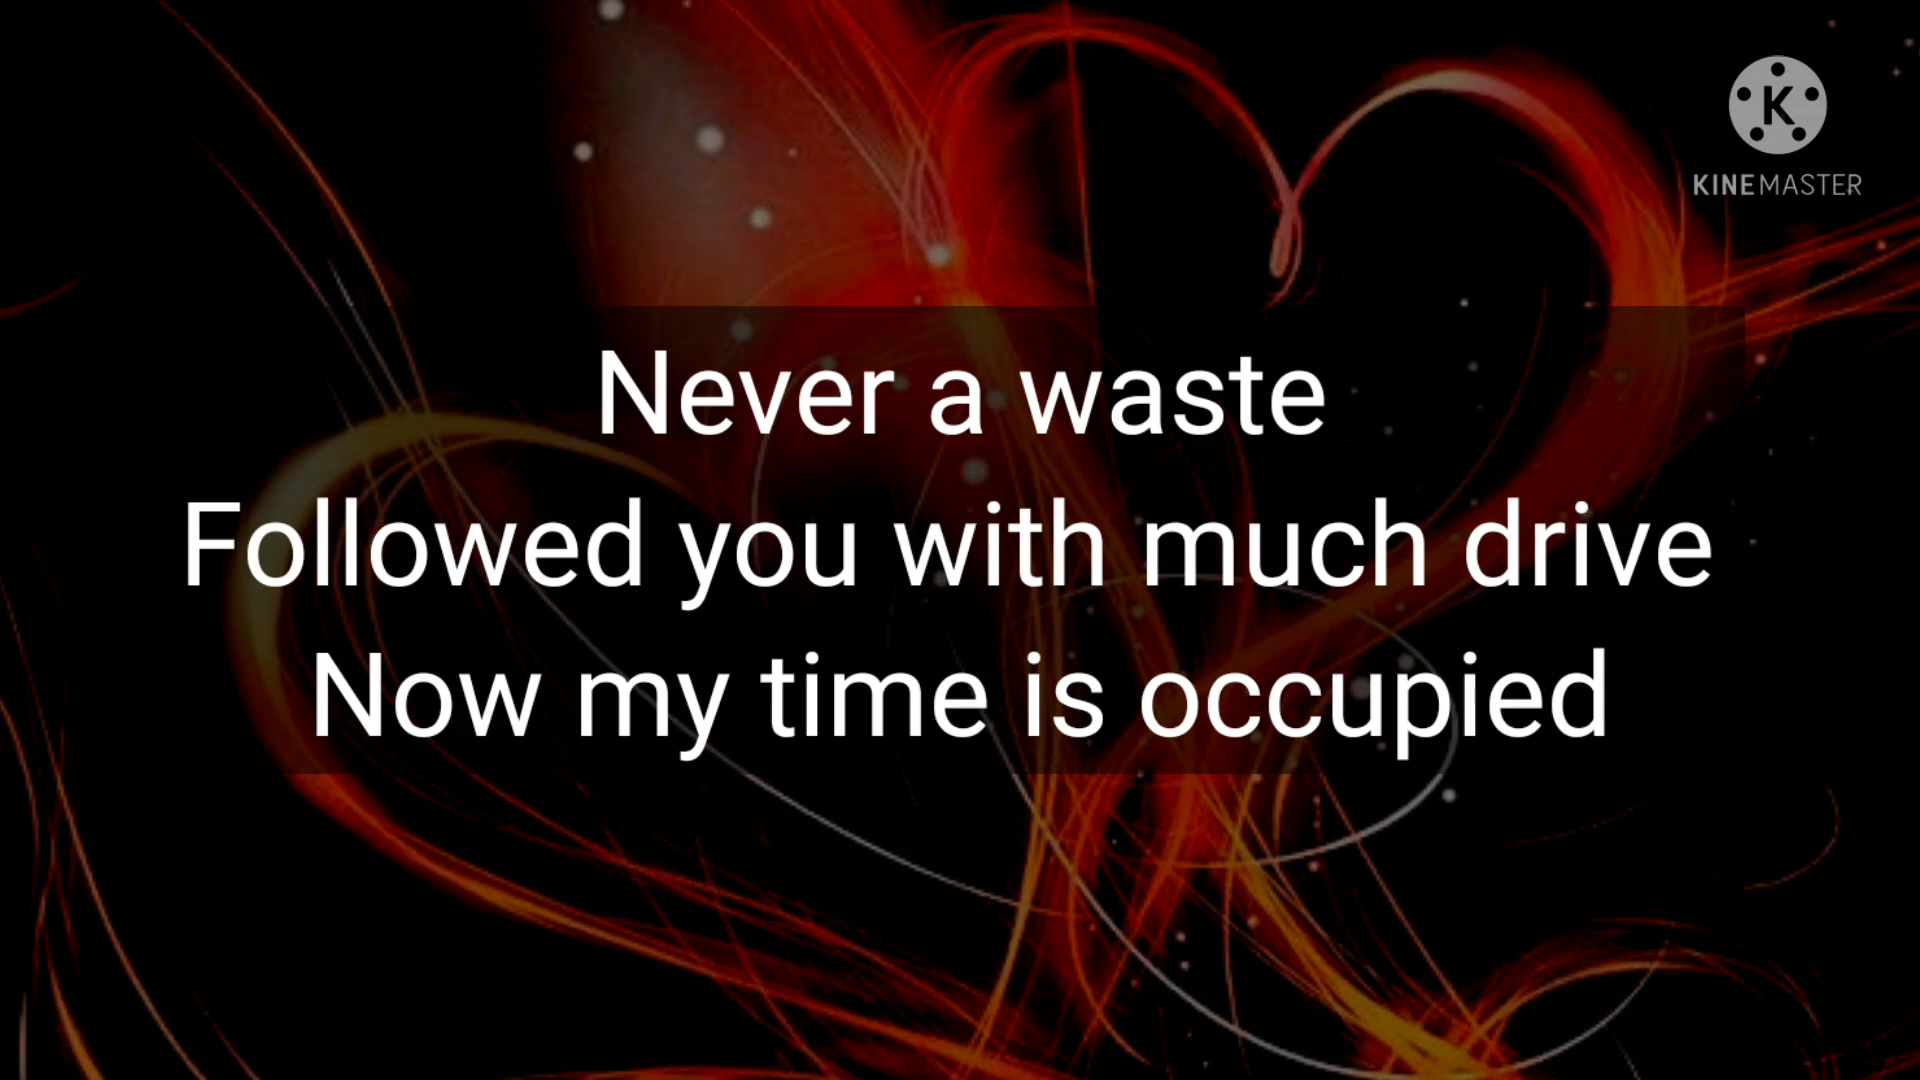 K
KINEMASTER
Never a waste
Followed you with much drive
Now my time is occupied